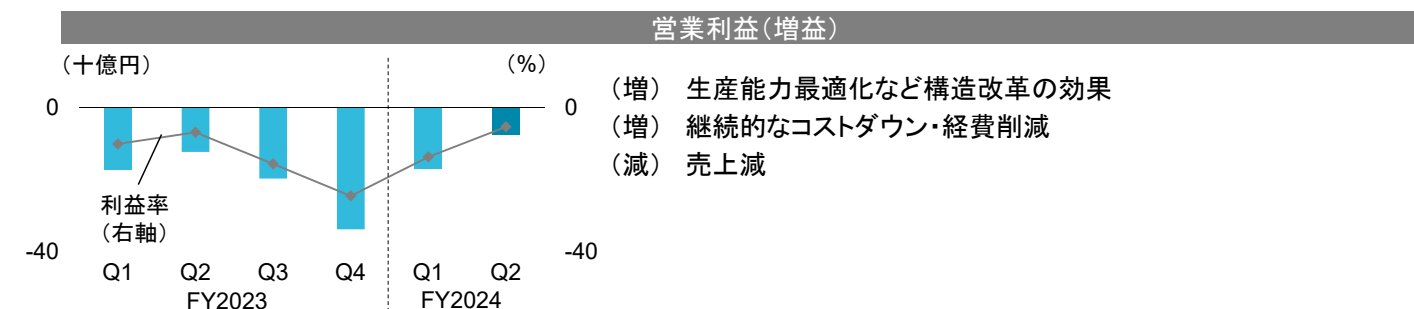 営業利益（増益）
（十億円）
（%）
0
0
利益率
（右軸）
-40
-40
Q1 Q2 Q3 Q4 Q1 Q2
FY2023 FY2024
（増） 生産能力最適化など構造改革の効果
（増） 継続的なコストダウン・経費削減
（減） 売上減